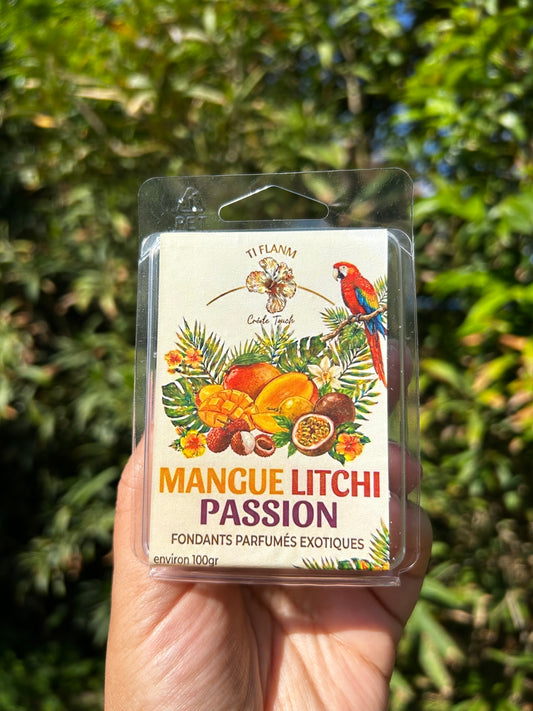 PET
TI FLANM
Créole Touch
MANGUE LITCHI
PASSION
FONDANTS PARFUMÉS EXOTIQUES
environ 100gr